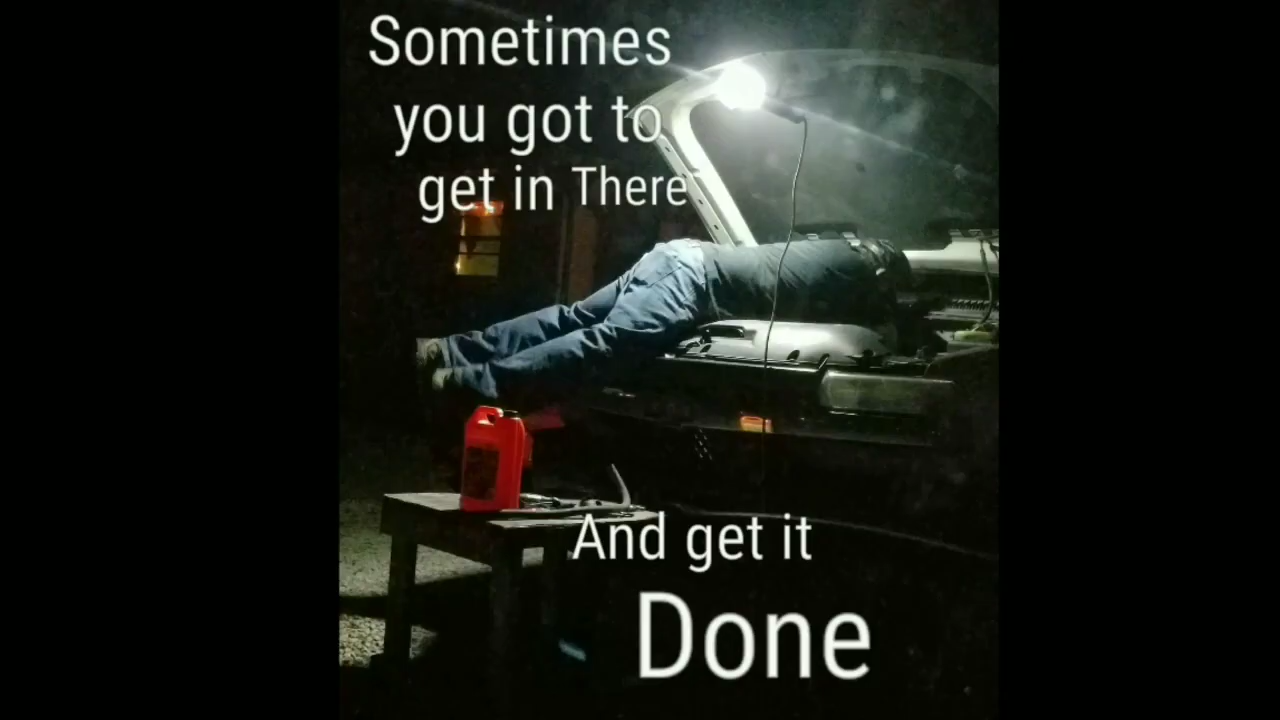 Sometimes
you got to
get in There
And get it
Done